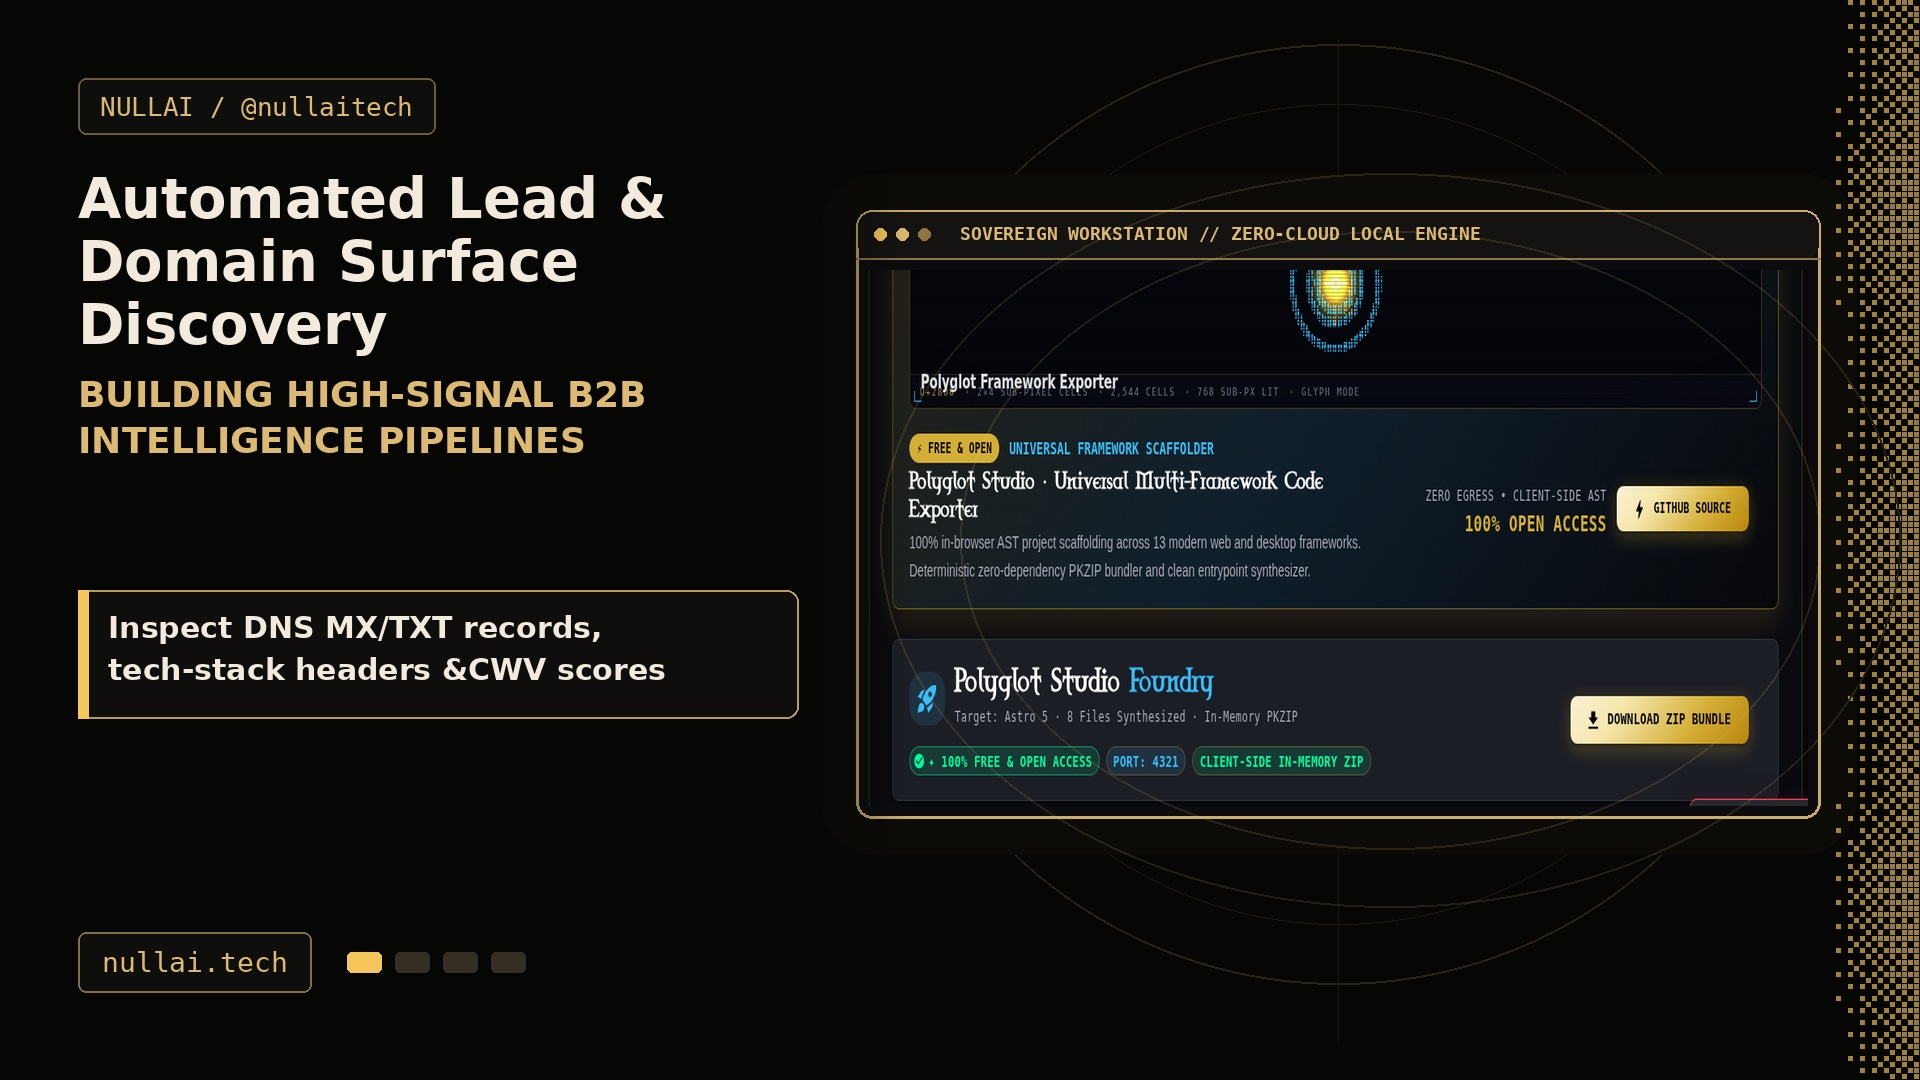 NULLAI / @nullaitech
Automated Lead &
Domain Surface
Discovery
BUILDING HIGH-SIGNAL B2B
INTELLIGENCE PIPELINES
Inspect DNS MX/TXT records,
tech-stack headers &CWV scores
nullai.tech
SOVEREIGN WORKSTATION // ZERO-CLOUD LOCAL ENGINE
Polyglot Framework Exporter
· 2×4 SUB-PIXEL CELLS · 2,544 CELLS · 768 SUB-PX LIT · GLYPH MODE
⚡ FREE & OPEN UNIVERSAL FRAMEWORK SCAFFOLDER
Polyglot Studio · Universal Multi-Framework Code
Exporter
100% in-browser AST project scaffolding across 13 modern web and desktop frameworks.
Deterministic zero-dependency PKZIP bundler and clean entrypoint synthesizer.
ZERO EGRESS • CLIENT-SIDE AST
100% OPEN ACCESS
GITHUB SOURCE
Polyglot Studio Foundry
Target: Astro 5 · 8 Files Synthesized · In-Memory PKZIP
DOWNLOAD ZIP BUNDLE
✦ 100% FREE & OPEN ACCESS
PORT: 4321
CLIENT-SIDE IN-MEMORY ZIP